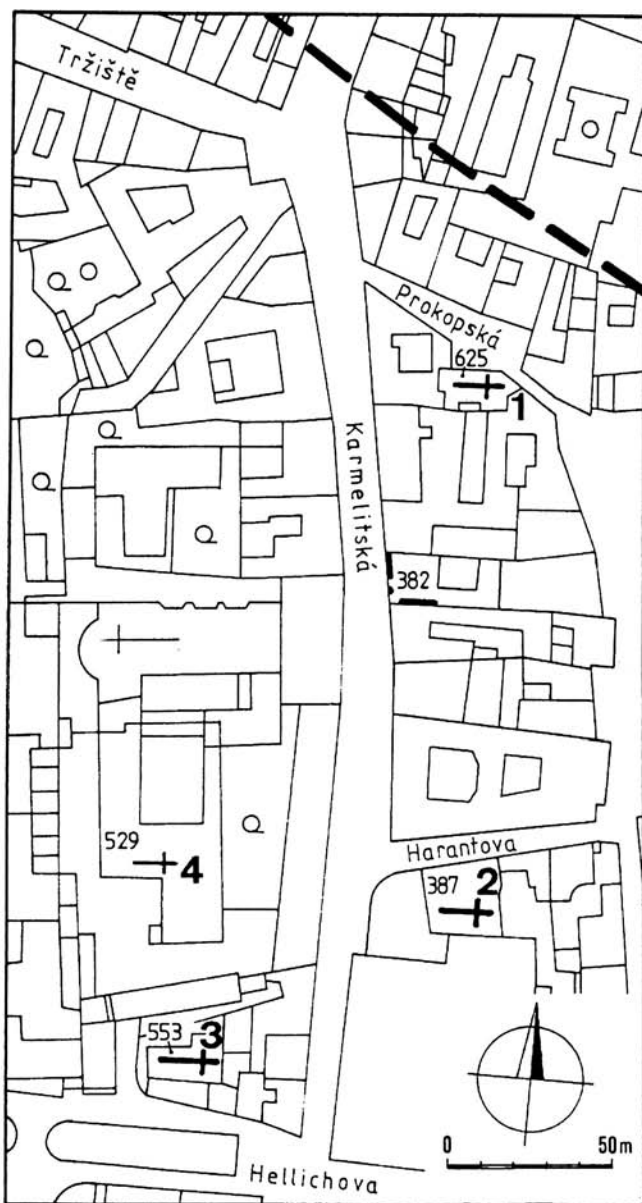 Tržiště
Prokopská
625
1
Karmelitská
382
529
4
Harantova
387
2
553
3
0 50m
Hellichova